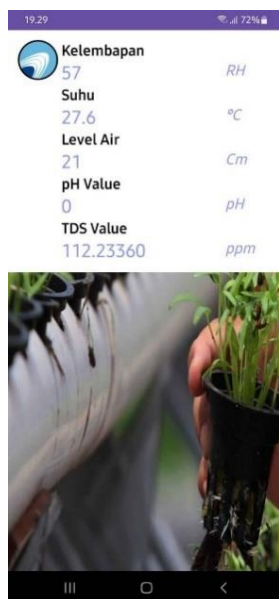 19.29 72%
Kelembapan
57 RH
Suhu
27.6 °C
Level Air
21 Cm
pH Value
0 pH
TDS Value
112.23360 ppm